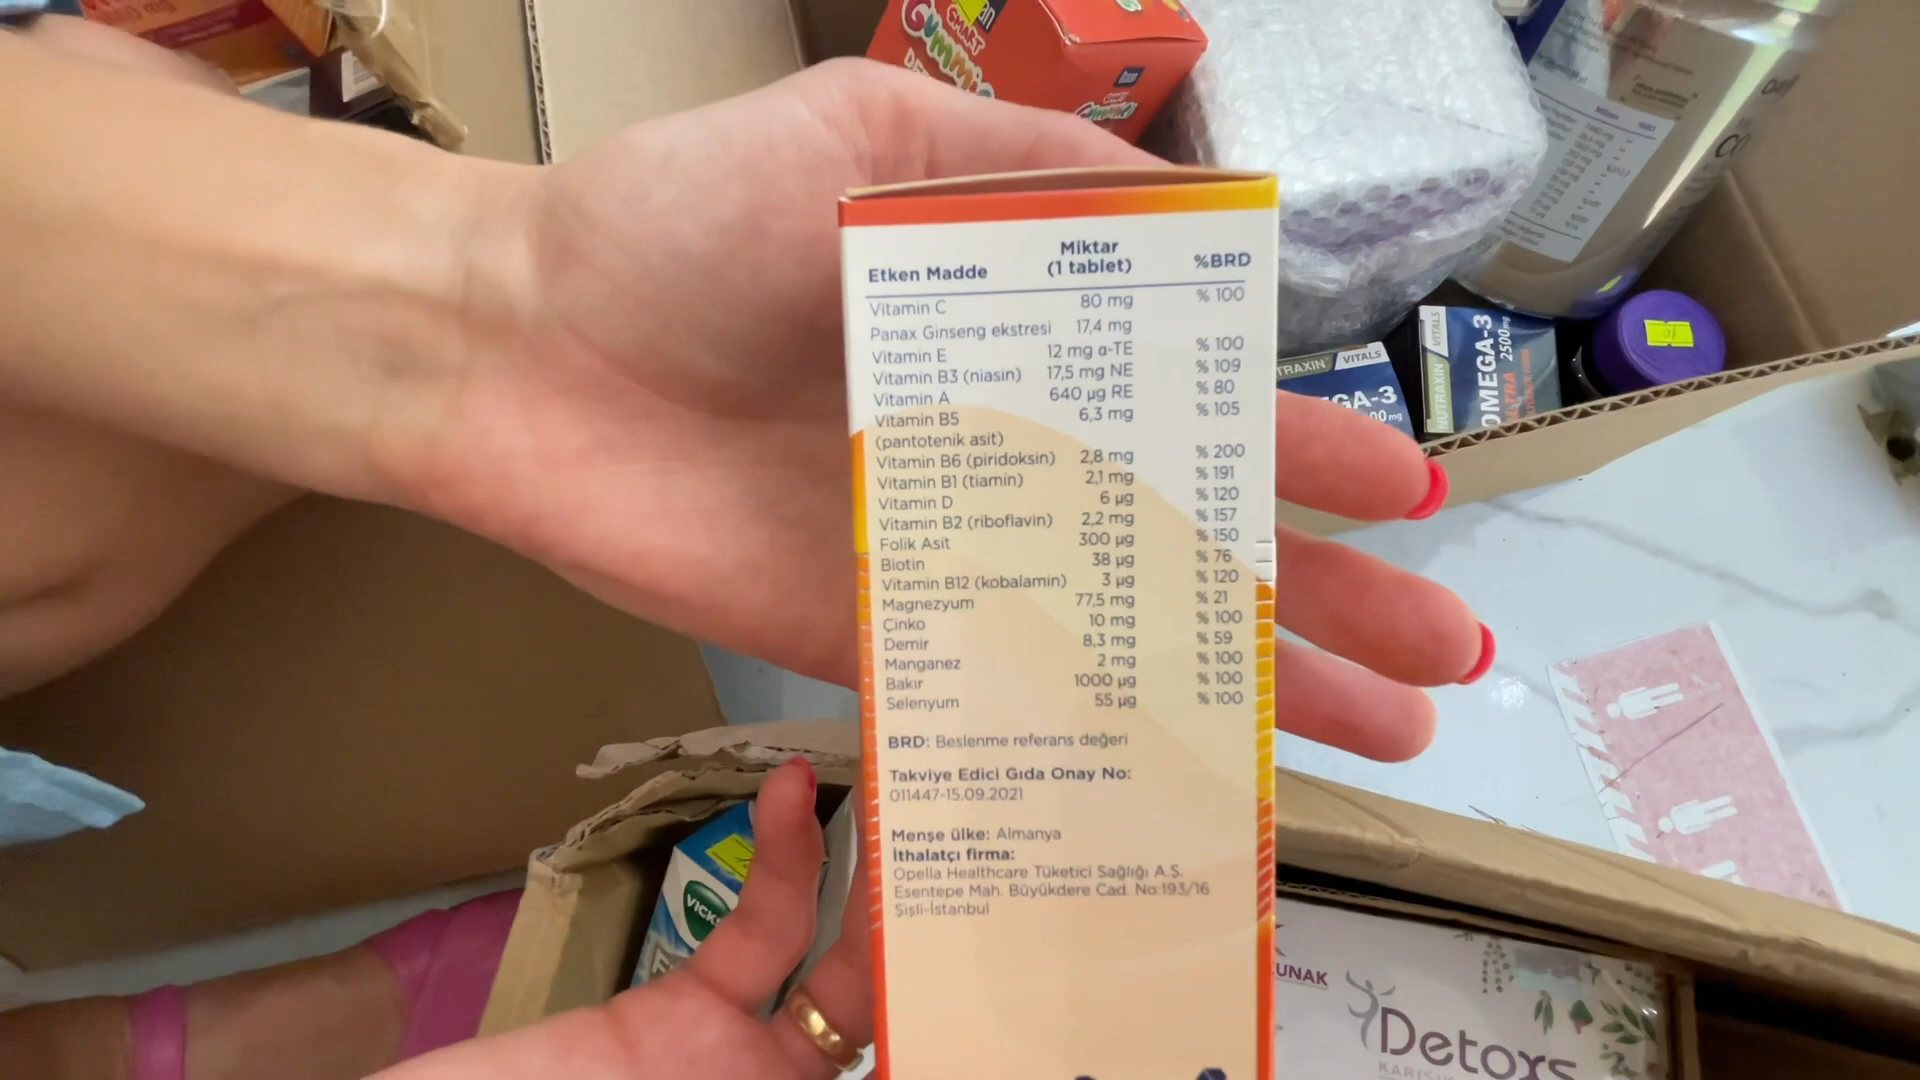 SMART
Gummies
VITALS
OMEGA-3
2500mg
NUTRAXIN
VITALS
OMEGA-3
ULTRA
Etken Madde Miktar (1 tablet) %BRD
Vitamin C 80 mg % 100
Panax Ginseng ekstresi 17,4 mg
Vitamin E 12 mg α-TE % 100
Vitamin B3 (niasin) 17,5 mg NE % 109
Vitamin A 640 µg RE % 80
Vitamin B5 6,3 mg % 105
(pantotenik asit)
Vitamin B6 (piridoksin) 2,8 mg % 200
Vitamin B1 (tiamin) 2,1 mg % 191
Vitamin D 6 µg % 120
Vitamin B2 (riboflavin) 2,2 mg % 157
Folik Asit 300 µg % 150
Biotin 38 µg % 76
Vitamin B12 (kobalamin) 3 µg % 120
Magnezyum 77,5 mg % 21
Çinko 10 mg % 100
Demir 8,3 mg % 59
Manganez 2 mg % 100
Bakır 1000 µg % 100
Selenyum 55 µg % 100
BRD: Beslenme referans değeri
Takviye Edici Gıda Onay No:
011447-15.09.2021
Menşe ülke: Almanya
İthalatçı firma:
Opella Healthcare Tüketici Sağlığı A.Ş.
Esentepe Mah. Büyükdere Cad. No:193/16
Şişli-İstanbul
VICKS
UNAK
Detoxs